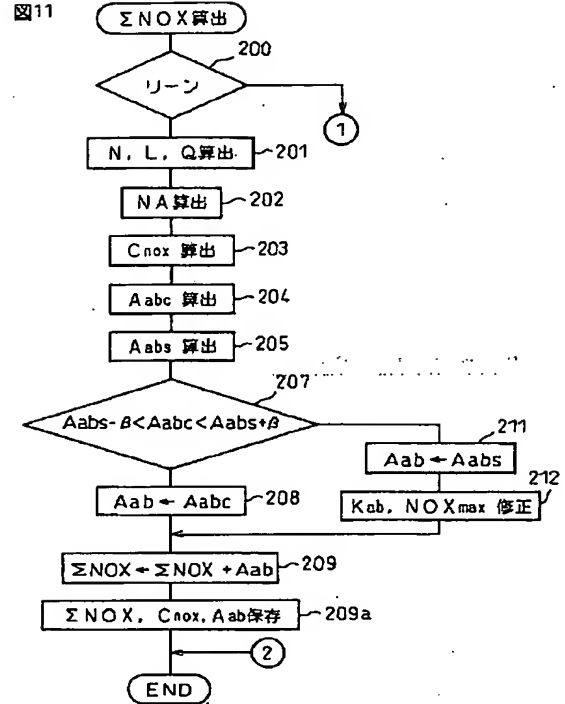 図11
ΣNOX算出
200
リーン
1
N, L, Q算出
201
NA算出
202
Cnox 算出
203
Aabc 算出
204
Aabs 算出
205
207
Aabs-β<Aabc<Aabs+β
211
Aab←Aabs
212
Kab, NOXmax 修正
Aab←Aabc
208
ΣNOX←ΣNOX+Aab
209
ΣNOX, Cnox, Aab保存
209a
2
END